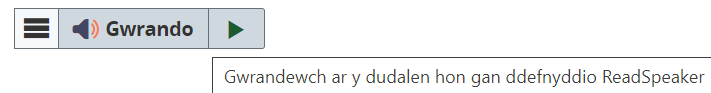 Gwrando
Gwrandewch ar y dudalen hon gan ddefnyddio ReadSpeaker